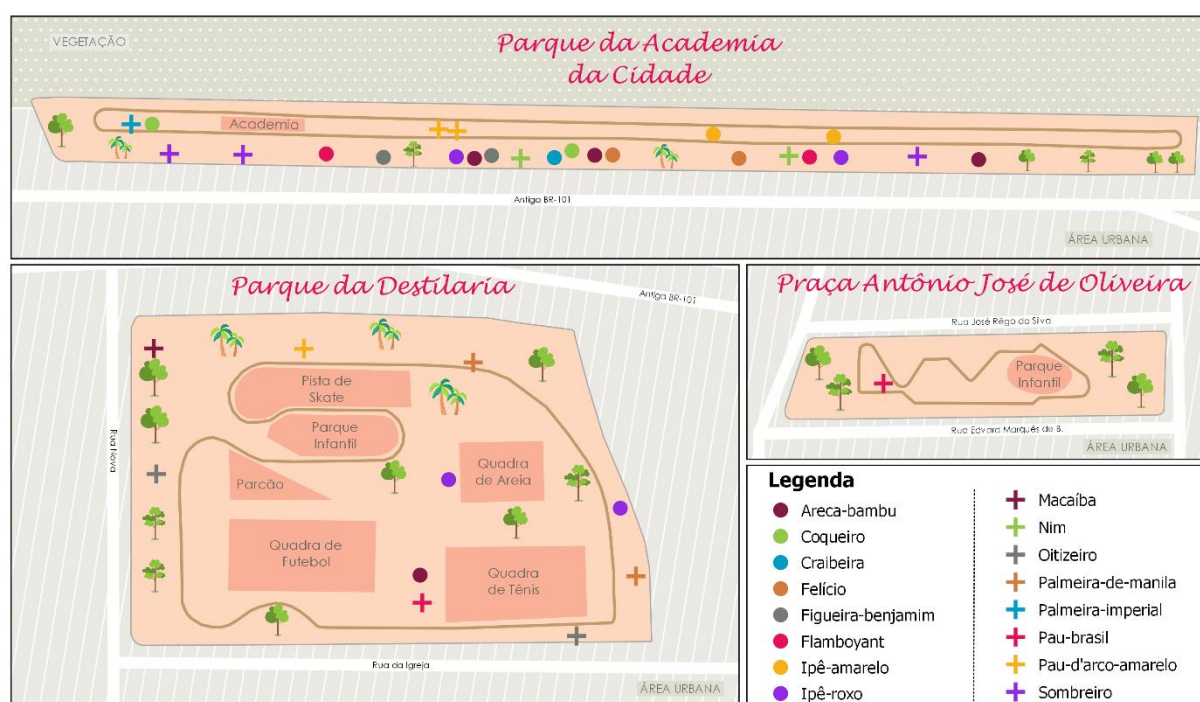 VEGETAÇÃO
Parque da Academia
da Cidade
Academia
Antiga BR-101
ÁREA URBANA
Parque da Destilaria
Antiga BR-101
Pista de
Skate
Parque
Infantil
Rua Nova
Parcão
Quadra
de Areia
Quadra de
Futebol
Quadra
de Tênis
Rua da Igreja
ÁREA URBANA
Praça Antônio José de Oliveira
Rua José Rêgo da Silva
Parque
Infantil
Rua Edvard Marquês de B.
ÁREA URBANA
Legenda
Areca-bambu
Coqueiro
Craibeira
Felício
Figueira-benjamim
Flamboyant
Ipê-amarelo
Ipê-roxo
Macaíba
Nim
Oitizeiro
Palmeira-de-manila
Palmeira-imperial
Pau-brasil
Pau-d'arco-amarelo
Sombreiro